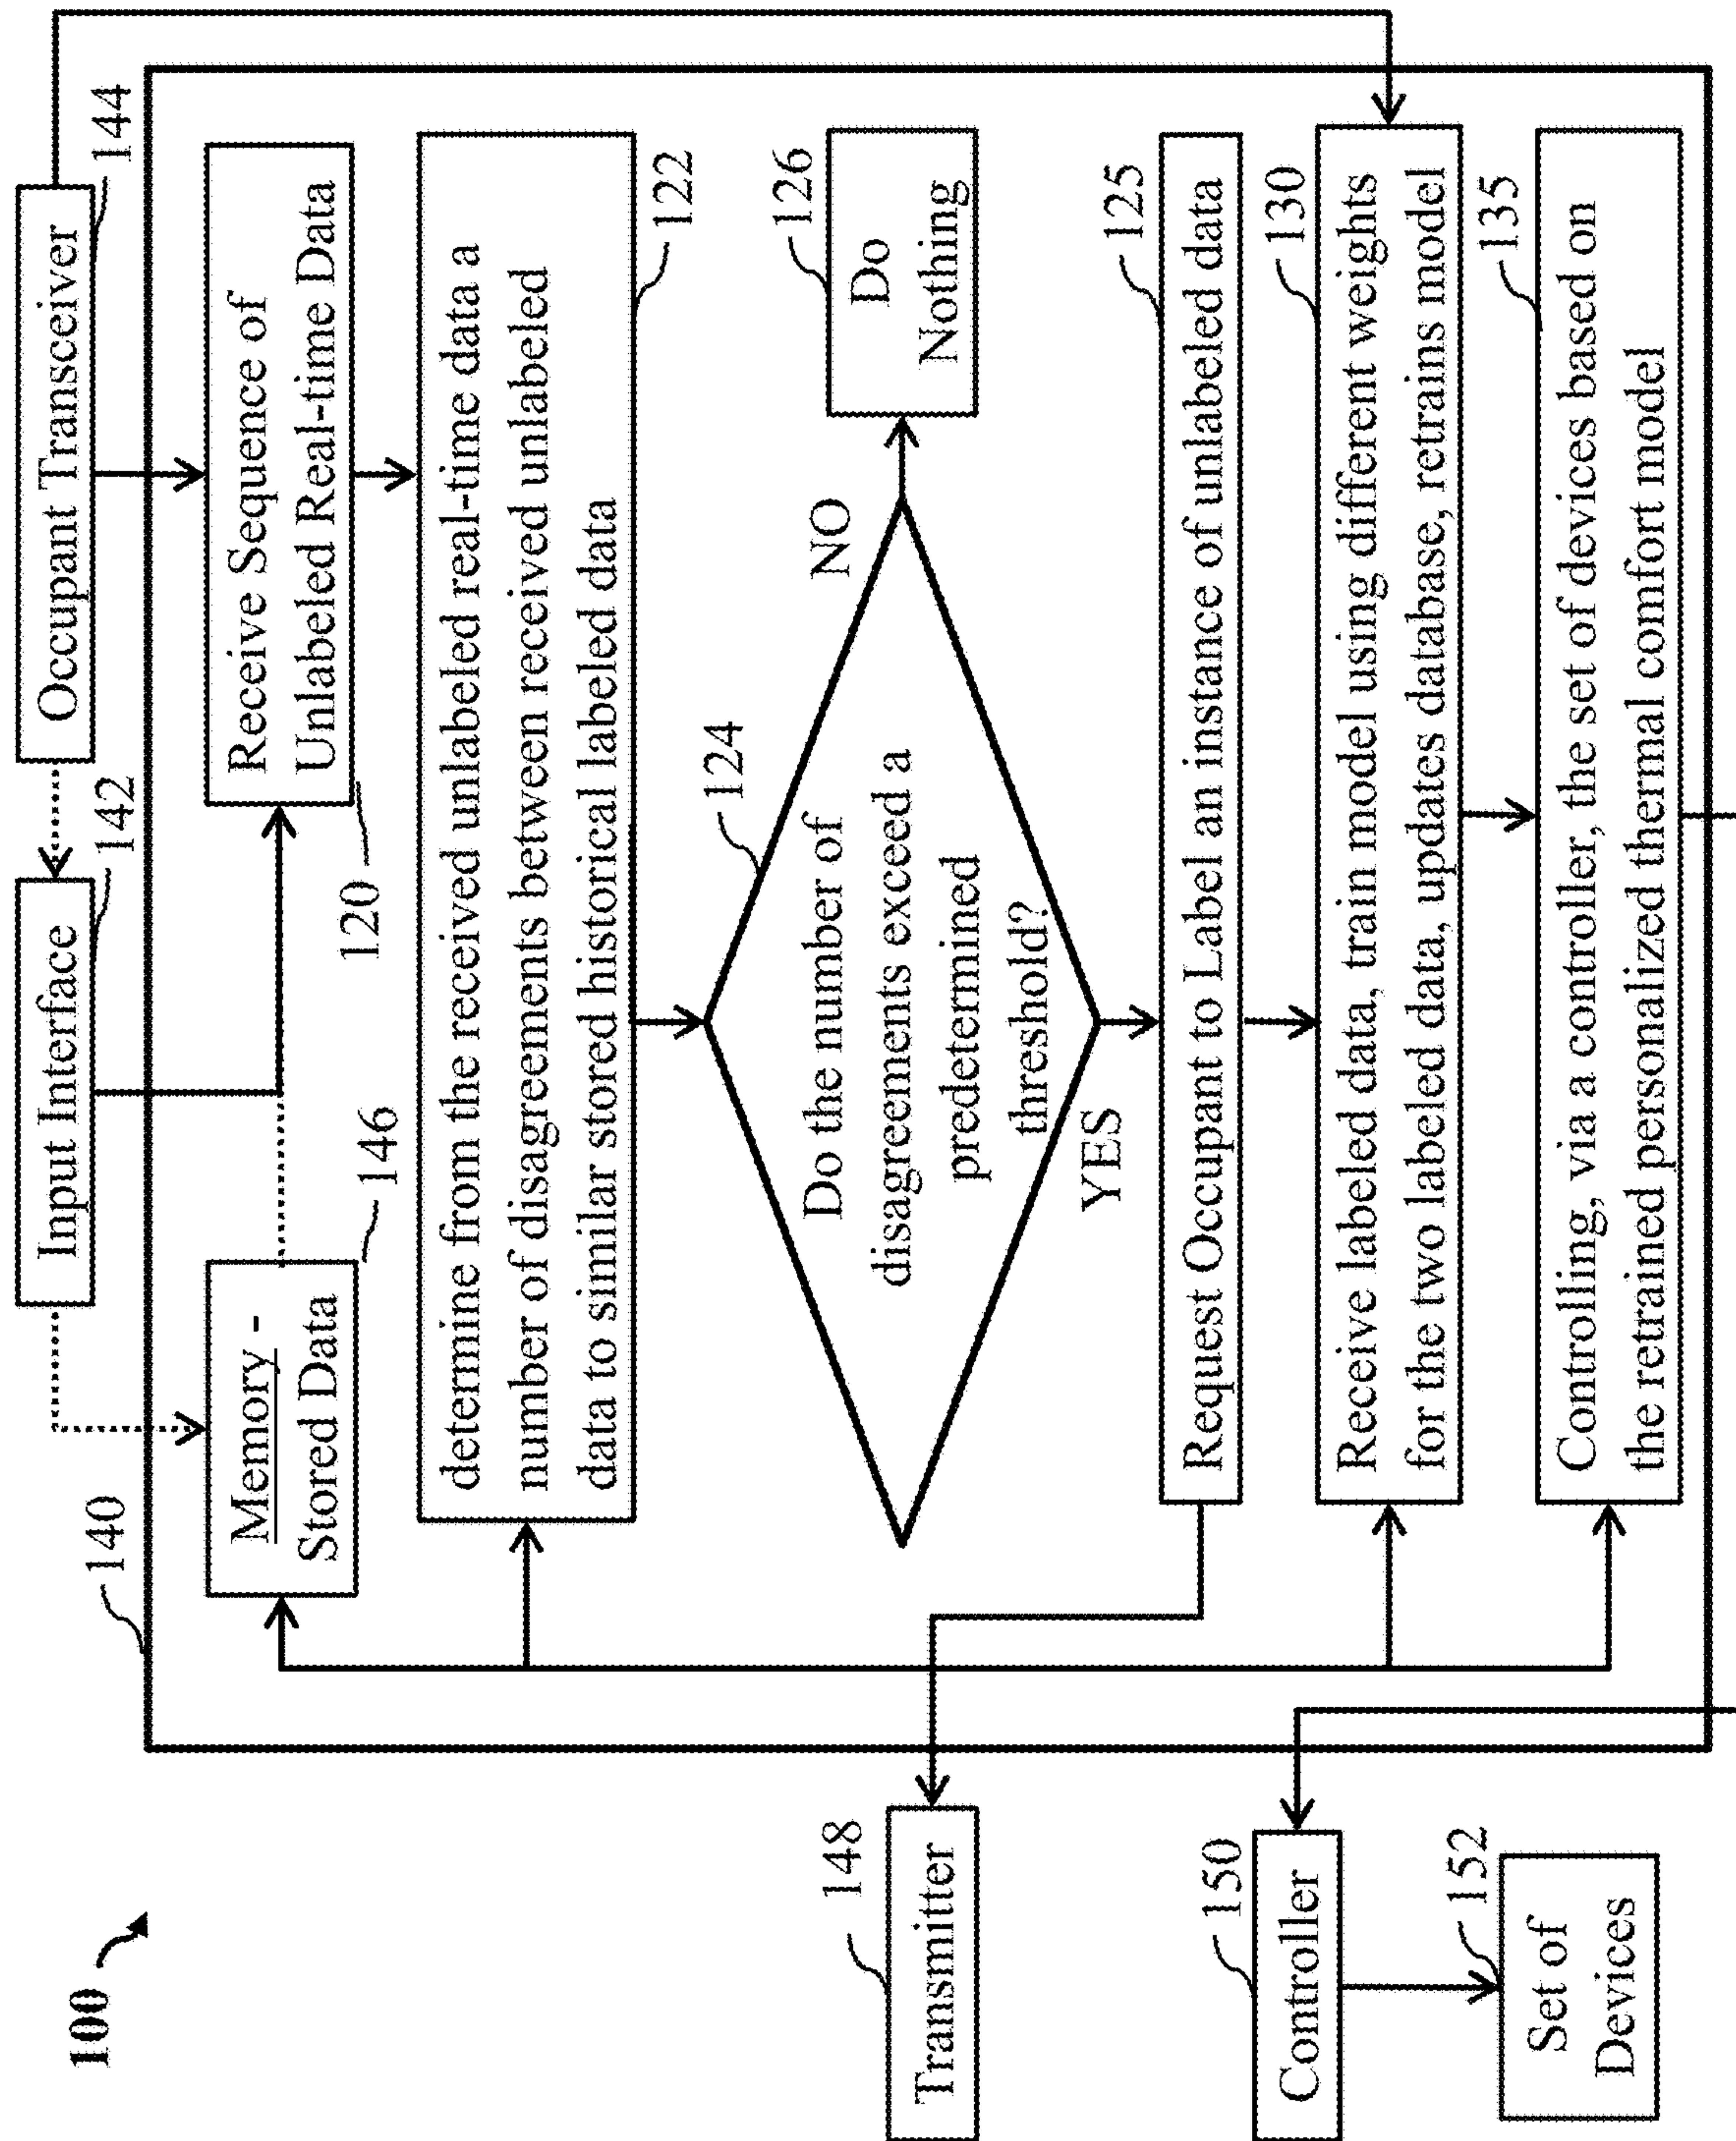 100
140
Input Interface
142
Occupant Transceiver
144
Memory -
Stored Data
146
Receive Sequence of
Unlabeled Real-time Data
120
determine from the received unlabeled real-time data a
number of disagreements between received unlabeled
data to similar stored historical labeled data
122
124
Do the number of
disagreements exceed a
predetermined
threshold?
NO
YES
126
Do
Nothing
148
Transmitter
125
Request Occupant to Label an instance of unlabeled data
130
Receive labeled data, train model using different weights
for the two labeled data, updates database, retrains model
135
Controlling, via a controller, the set of devices based on
the retrained personalized thermal comfort model
150
Controller
152
Set of
Devices